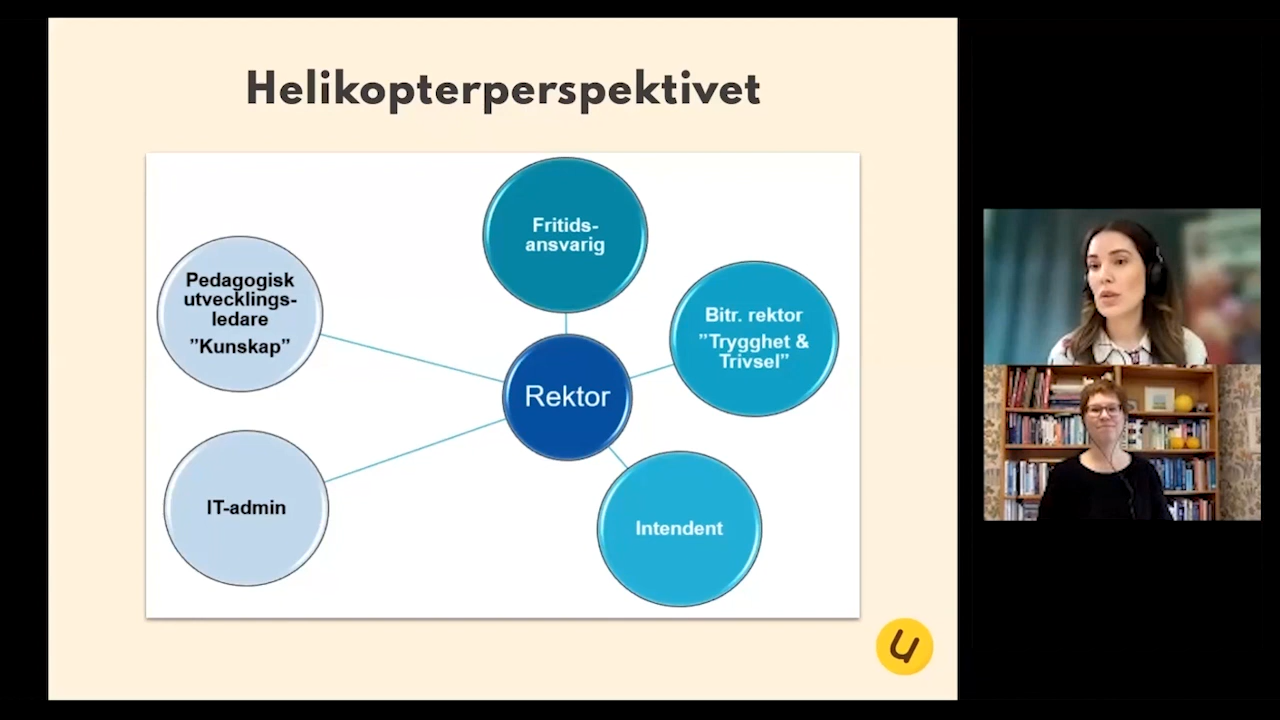 Helikopterperspektivet
Fritids-
ansvarig
Pedagogisk
utvecklings-
ledare
”Kunskap”
Bitr. rektor
”Trygghet &
Trivsel”
Rektor
IT-admin
Intendent